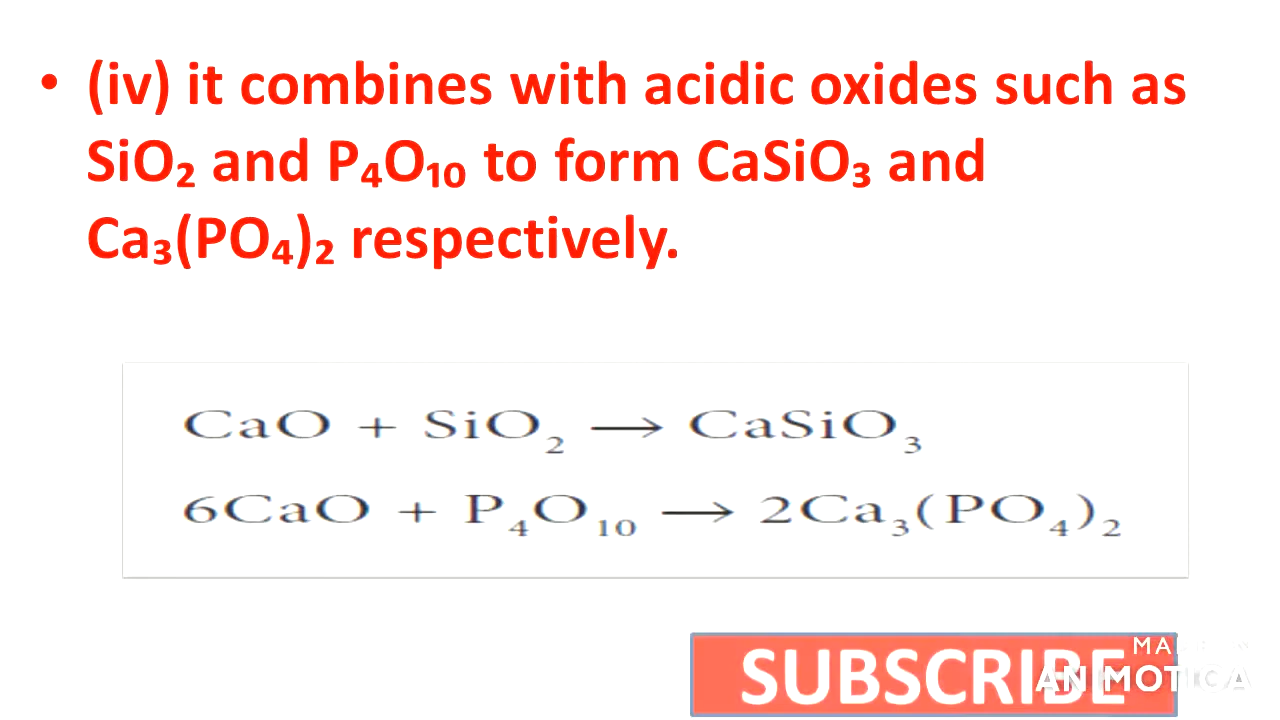 • (iv) it combines with acidic oxides such as
SiO₂ and P₄O₁₀ to form CaSiO₃ and
Ca₃(PO₄)₂ respectively.
CaO + SiO₂ → CaSiO₃
6CaO + P₄O₁₀ → 2Ca₃(PO₄)₂
SUBSCRIBE
ANIMOTICA